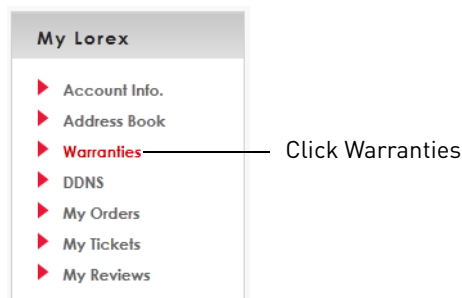 My Lorex
Account Info.
Address Book
Warranties
Click Warranties
DDNS
My Orders
My Tickets
My Reviews